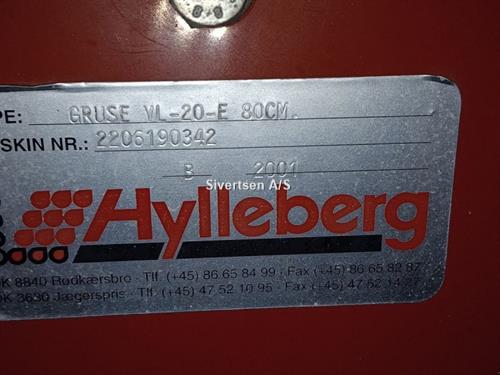 PE: GRUSE VL-20-E 80CM.
SKIN NR.: 2206190342
B 2001
Sivertsen A/S
Hylleberg
DK 8840 Rødkærsbro - Tlf. (+45) 86 65 84 99 - Fax (+45) 86 65 82 87
DK 3630 Jægerspris - Tlf. (+45) 47 52 10 95 - Fax (+45) 47 52 14 27